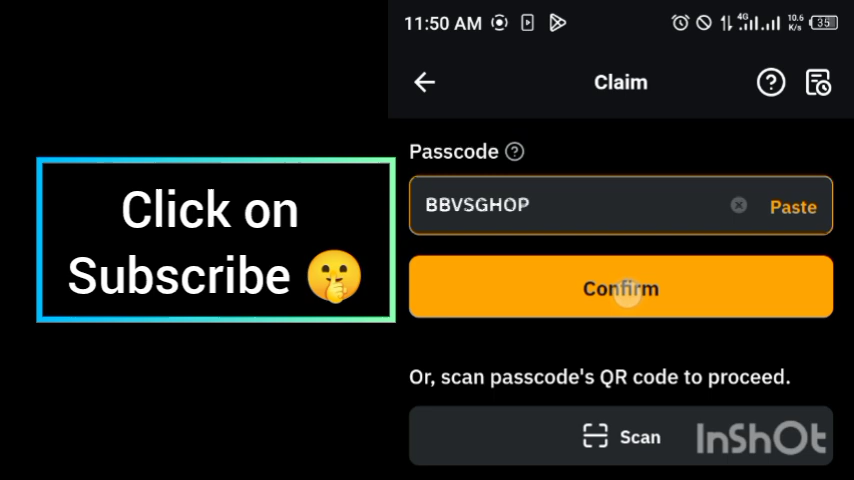 11:50 AM 4G 10.6 K/s 35
Claim
Passcode
BBVSGHOP
Paste
Click on
Subscribe 🤫
Confirm
Or, scan passcode's QR code to proceed.
Scan
InShOt